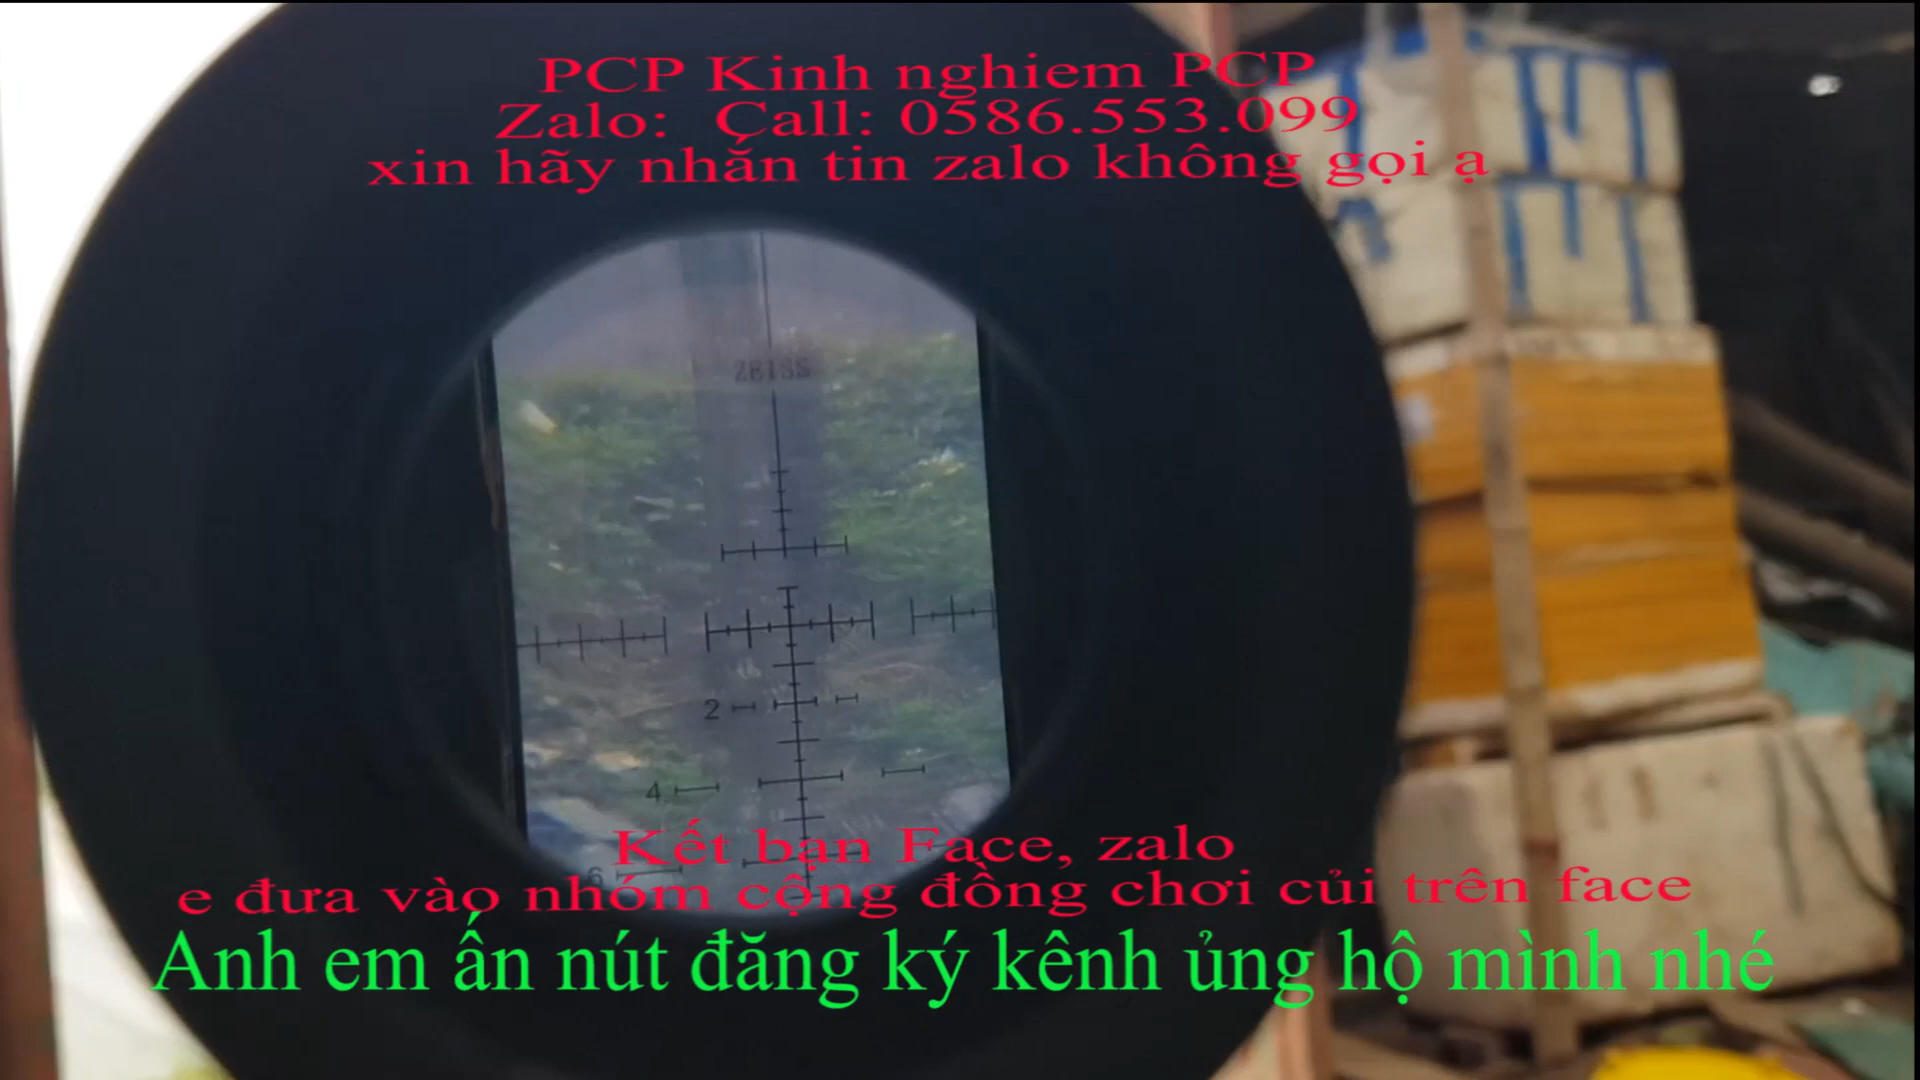 PCP Kinh nghiem PCP
Zalo: Call: 0586.553.099
xin hãy nhắn tin zalo không gọi ạ
ZEISS
2
4
6
Kết bạn Face, zalo
e đưa vào nhóm cộng đồng chơi củi trên face
Anh em ấn nút đăng ký kênh ủng hộ mình nhé